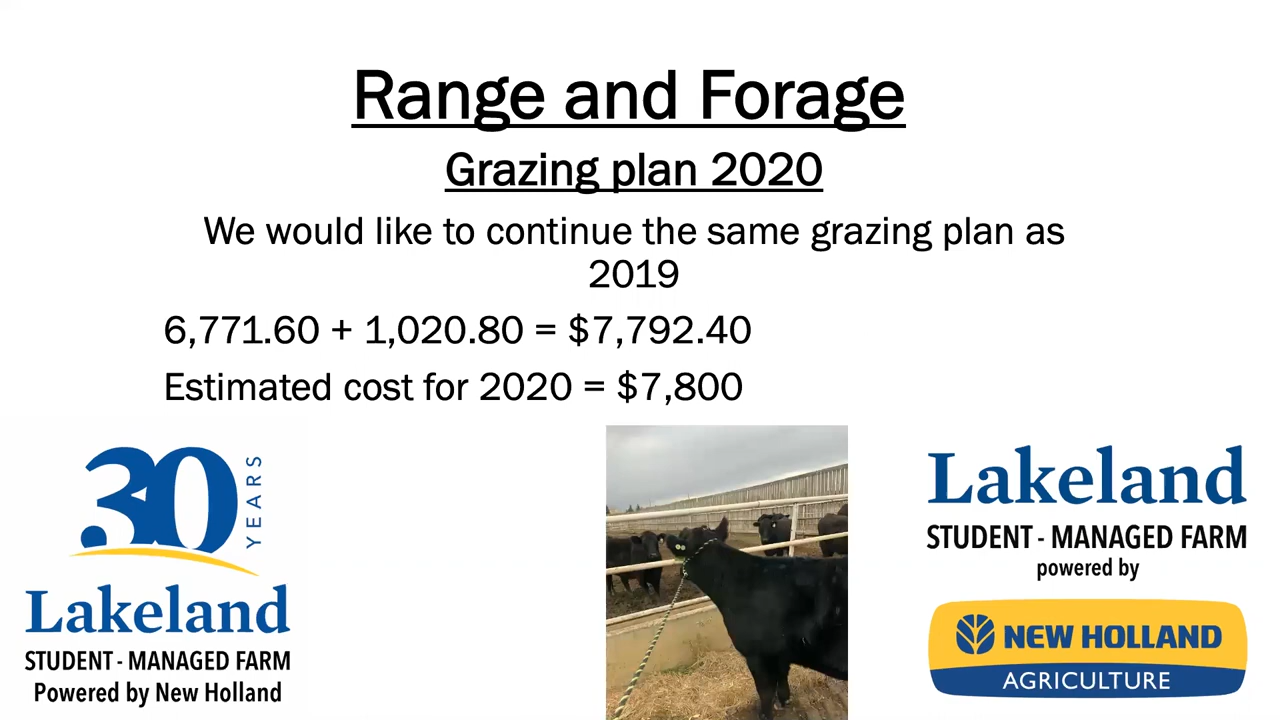 Range and Forage
Grazing plan 2020
We would like to continue the same grazing plan as
2019
6,771.60 + 1,020.80 = $7,792.40
Estimated cost for 2020 = $7,800
30 YEARS
Lakeland
STUDENT - MANAGED FARM
Powered by New Holland
Lakeland
STUDENT - MANAGED FARM
powered by
NEW HOLLAND
AGRICULTURE